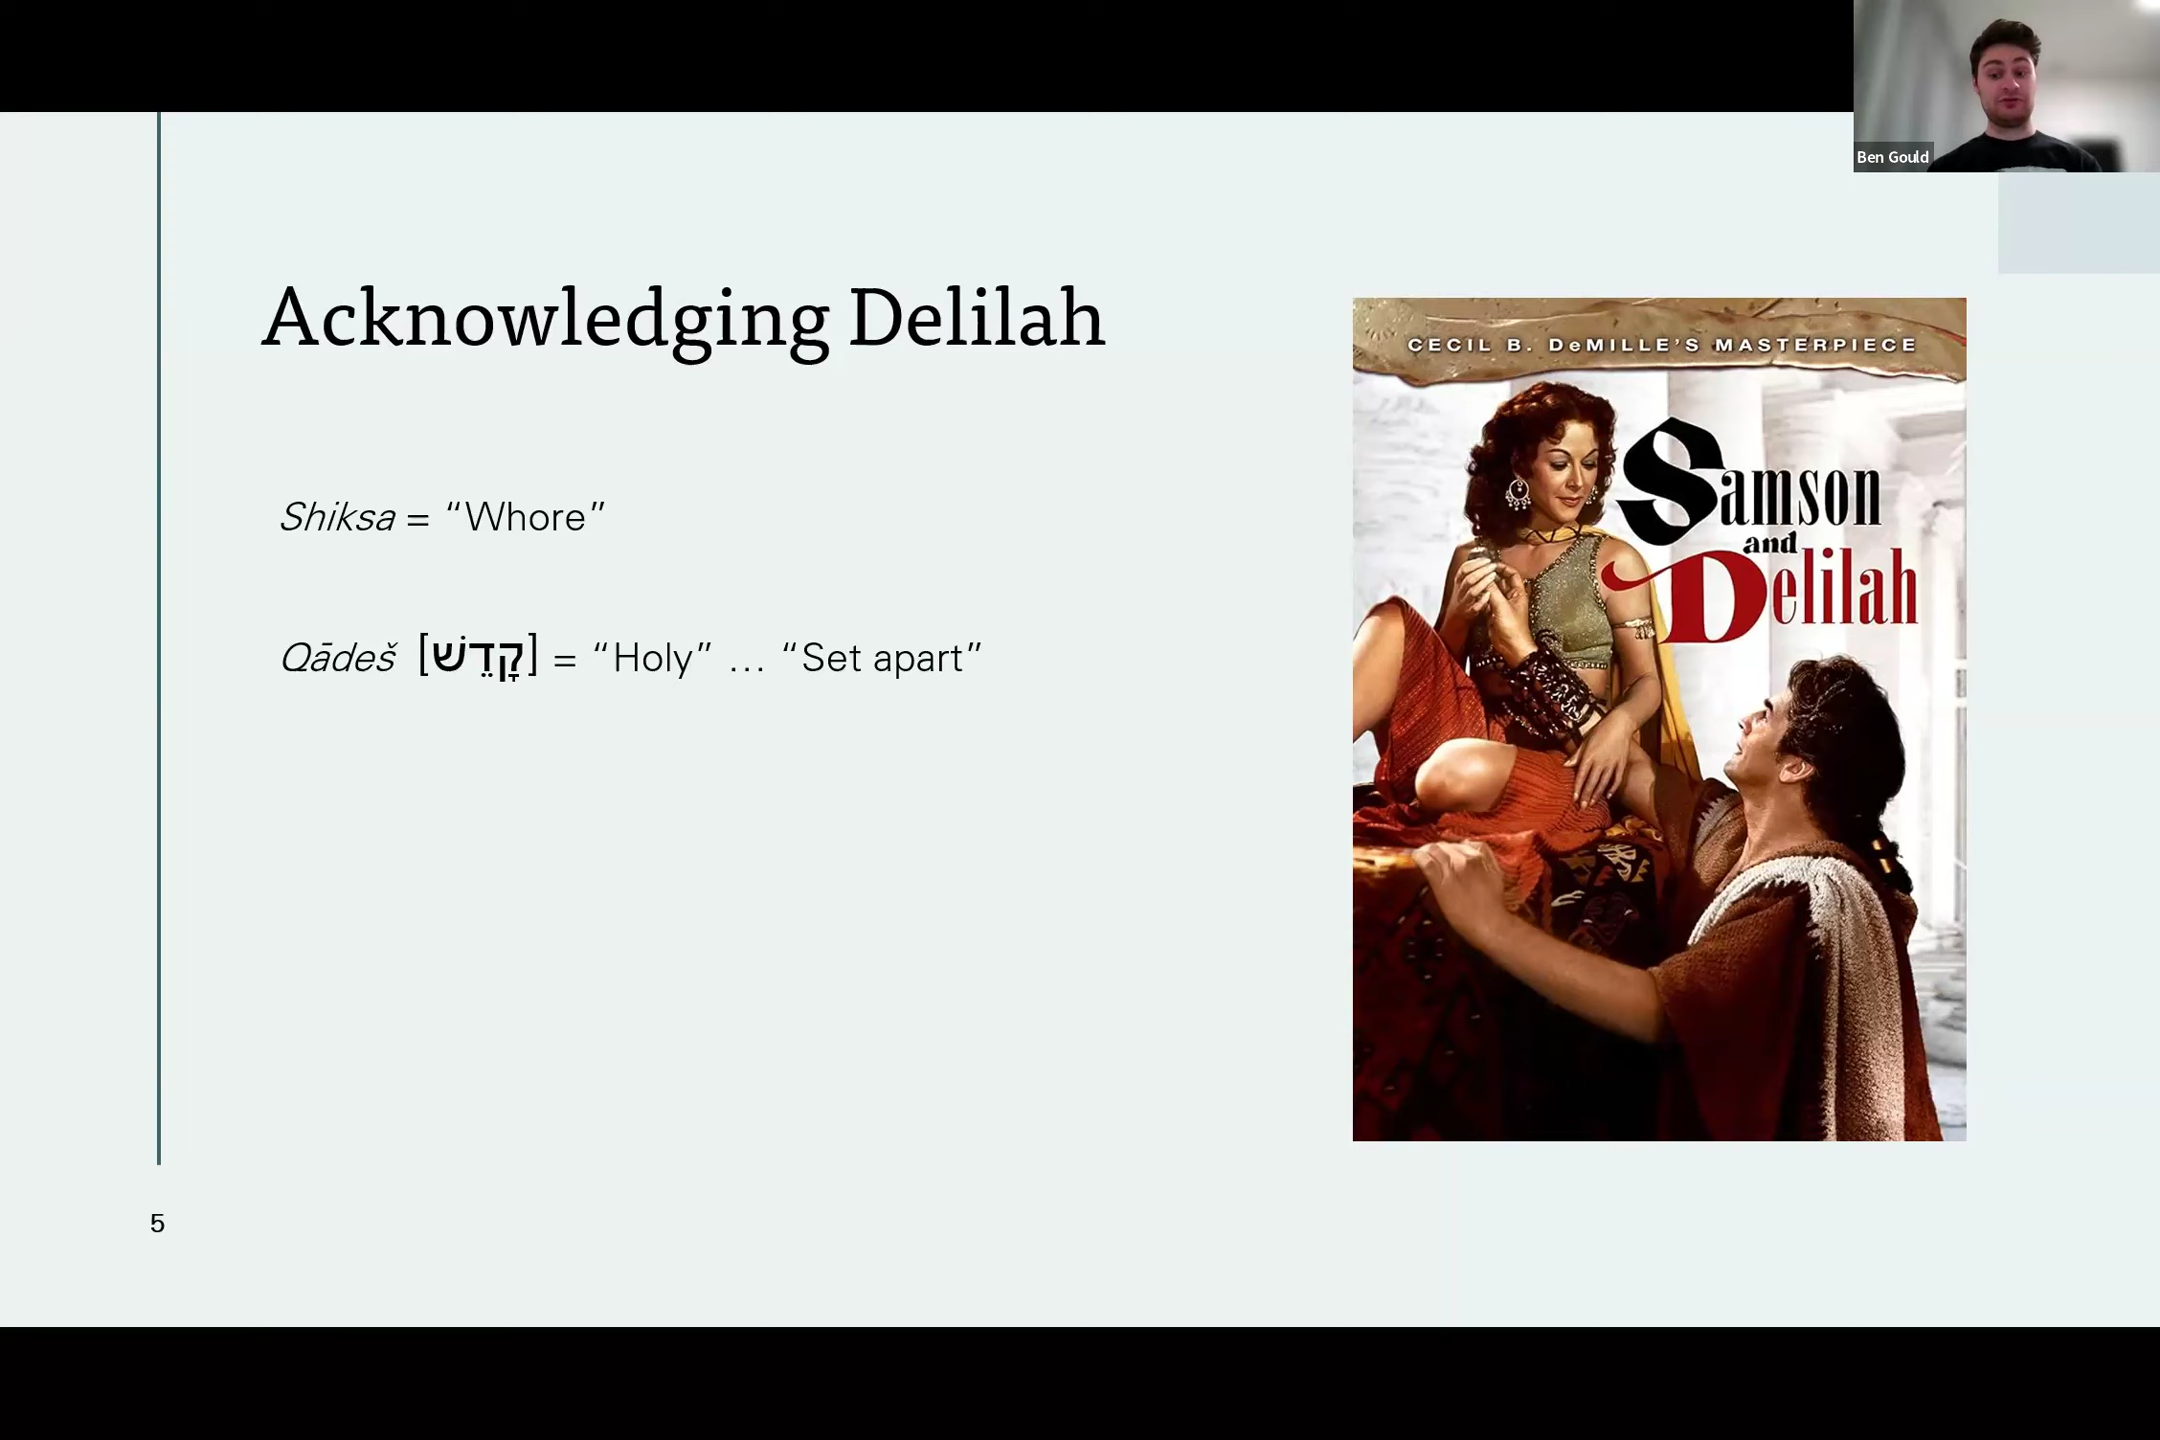 Ben Gould
Acknowledging Delilah
Shiksa = “Whore”
Qādeš [קָדֵשׁ] = “Holy” … “Set apart”
CECIL B. DeMILLE'S MASTERPIECE
Samson
and
Delilah
5